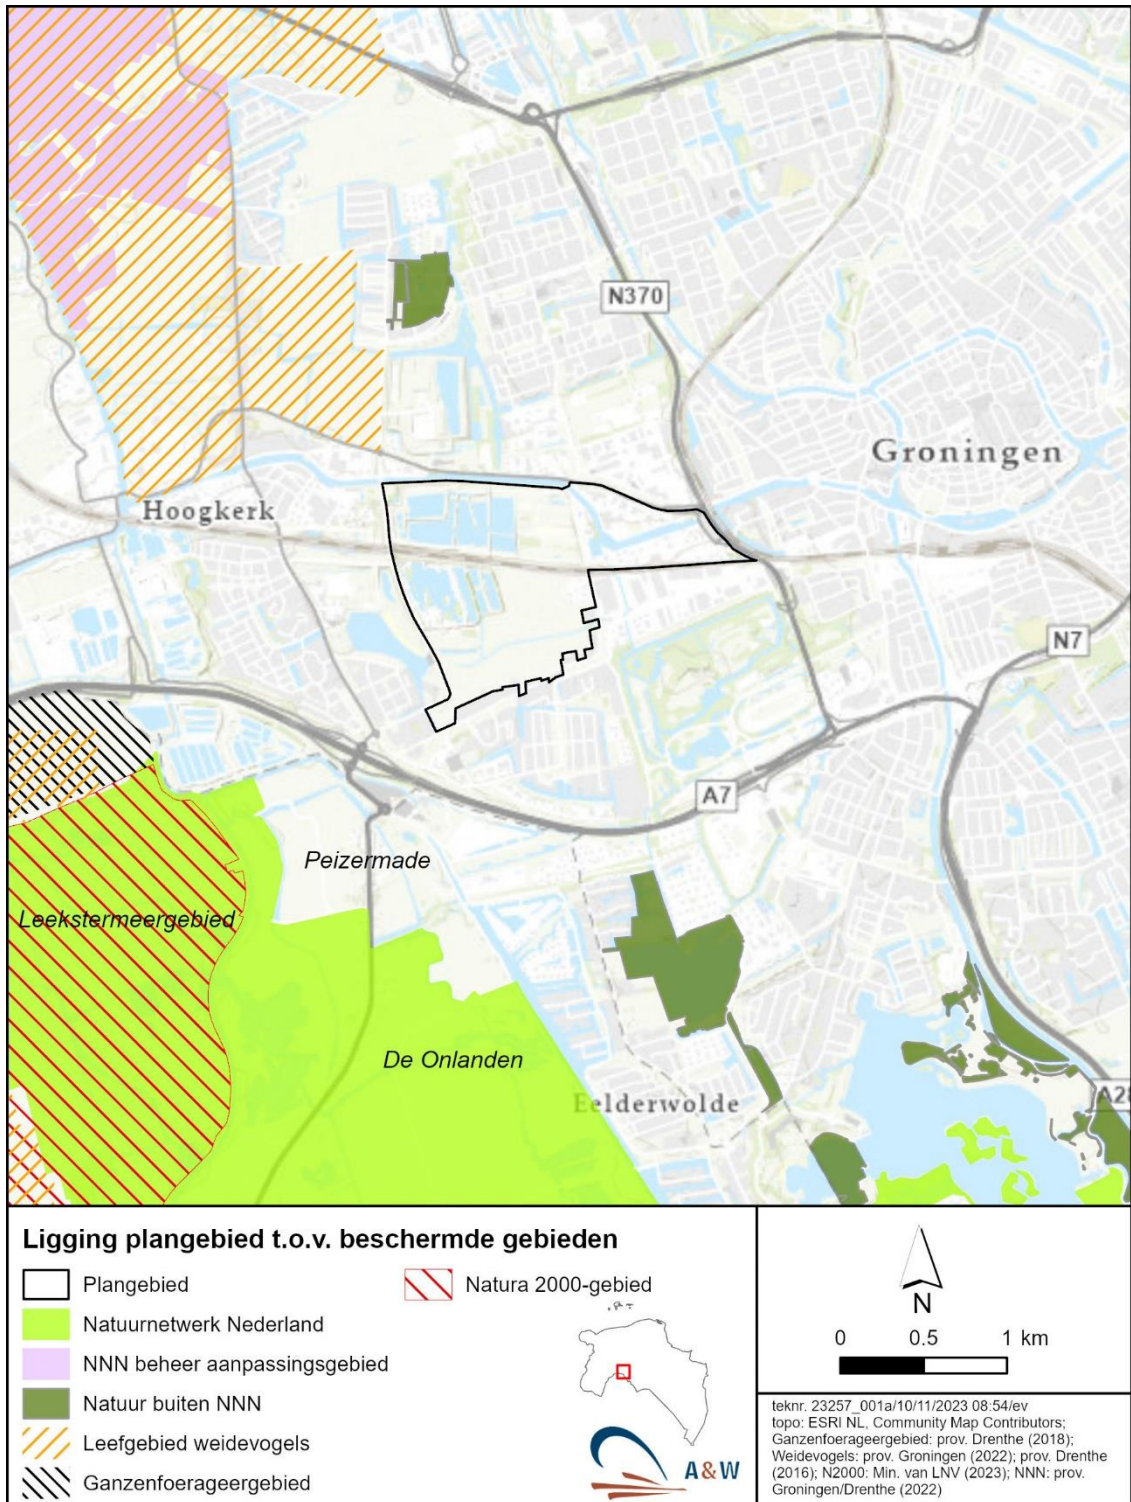 N370
Groningen
Hoogkerk
N7
A7
Peizermade
Leekstermeergebied
De Onlanden
Eelderwolde
A28
Ligging plangebied t.o.v. beschermde gebieden
Plangebied
Natura 2000-gebied
Natuurnetwerk Nederland
NNN beheer aanpassingsgebied
Natuur buiten NNN
Leefgebied weidevogels
Ganzenfoerageergebied
A&W
N
0 0.5 1 km
teknr. 23257_001a/10/11/2023 08:54/ev
topo: ESRI NL, Community Map Contributors;
Ganzenfoerageergebied: prov. Drenthe (2018);
Weidevogels: prov. Groningen (2022); prov. Drenthe
(2016); N2000: Min. van LNV (2023); NNN: prov.
Groningen/Drenthe (2022)